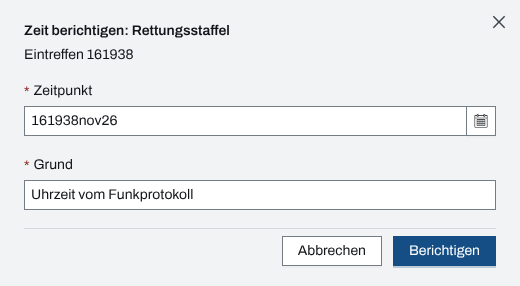 Zeit berichtigen: Rettungsstaffel
Eintreffen 161938
* Zeitpunkt
161938nov26
* Grund
Uhrzeit vom Funkprotokoll
Abbrechen
Berichtigen